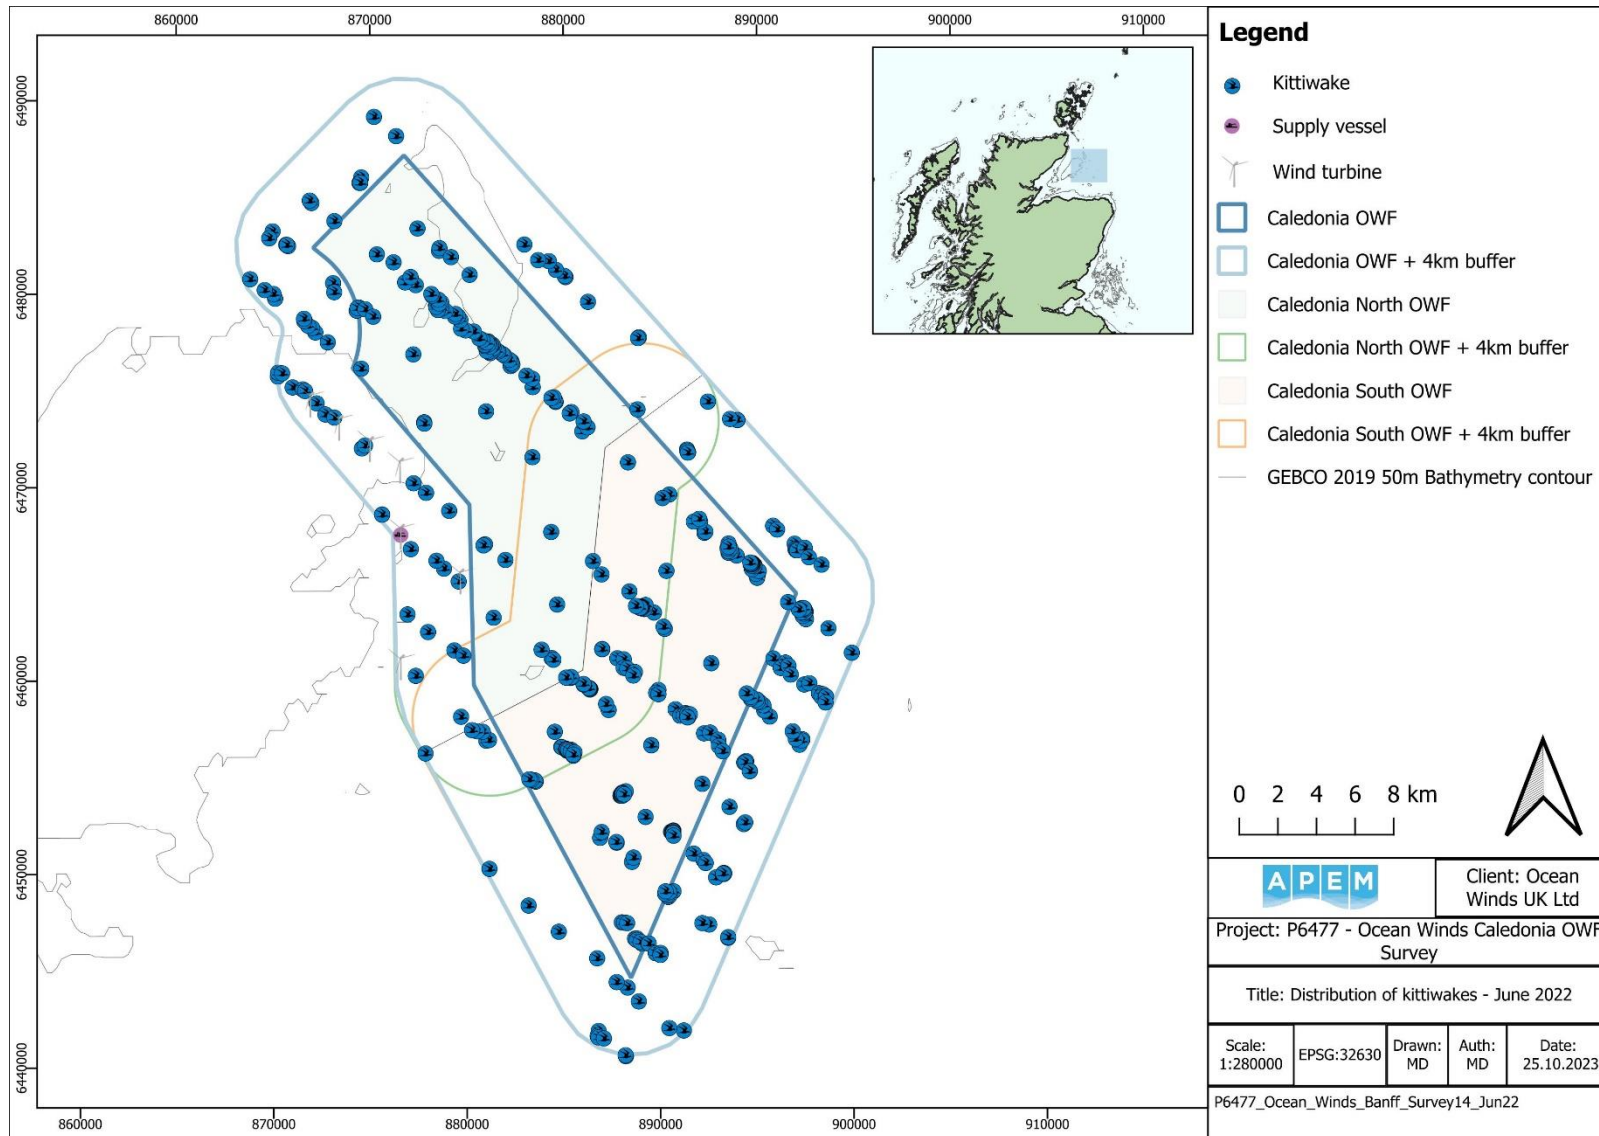 860000 870000 880000 890000 900000 910000
6490000
6480000
6470000
6460000
6450000
6440000
860000 870000 880000 890000 900000 910000
Legend
Kittiwake
Supply vessel
Wind turbine
Caledonia OWF
Caledonia OWF + 4km buffer
Caledonia North OWF
Caledonia North OWF + 4km buffer
Caledonia South OWF
Caledonia South OWF + 4km buffer
GEBCO 2019 50m Bathymetry contour
0 2 4 6 8 km
APEM
Client: Ocean
Winds UK Ltd
Project: P6477 - Ocean Winds Caledonia OWF
Survey
Title: Distribution of kittiwakes - June 2022
Scale:
1:280000
EPSG:32630
Drawn:
MD
Auth:
MD
Date:
25.10.2023
P6477_Ocean_Winds_Banff_Survey14_Jun22